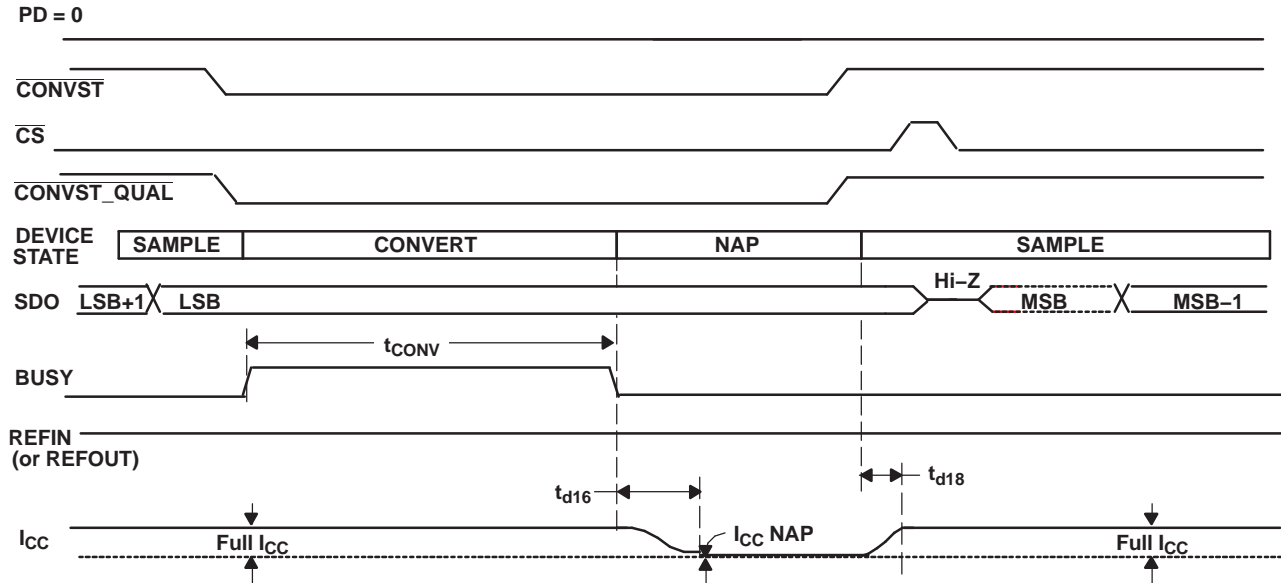 PD = 0
CONVST
CS
CONVST_QUAL
DEVICE STATE
SAMPLE CONVERT NAP SAMPLE
SDO LSB+1 LSB Hi–Z MSB MSB–1
tCONV
BUSY
REFIN
(or REFOUT)
td16 td18
ICC Full ICC ICC NAP Full ICC